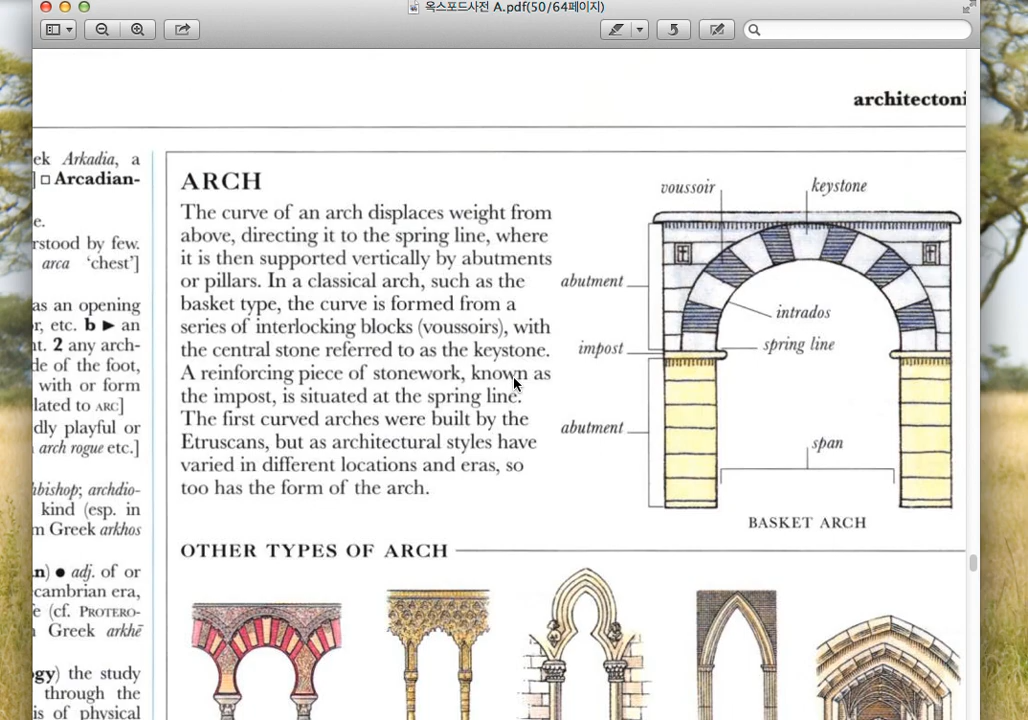 옥스포드사전 A.pdf(50/64페이지)
architectoni
ek Arkadia, a
] □ Arcadian-
e.
rstood by few.
arca ‘chest’]
as an opening
r, etc. b ▶ an
nt. 2 any arch-
de of the foot,
with or form
lated to ARC]
dly playful or
arch rogue etc.]
hbishop; archdio-
kind (esp. in
m Greek arkhos
n) ● adj. of or
cambrian era,
e (cf. PROTERO-
Greek arkhē
gy) the study
through the
is of physical
ARCH
The curve of an arch displaces weight from
above, directing it to the spring line, where
it is then supported vertically by abutments
or pillars. In a classical arch, such as the
basket type, the curve is formed from a
series of interlocking blocks (voussoirs), with
the central stone referred to as the keystone.
A reinforcing piece of stonework, known as
the impost, is situated at the spring line.
The first curved arches were built by the
Etruscans, but as architectural styles have
varied in different locations and eras, so
too has the form of the arch.
voussoir
keystone
abutment
intrados
spring line
impost
abutment
span
BASKET ARCH
OTHER TYPES OF ARCH